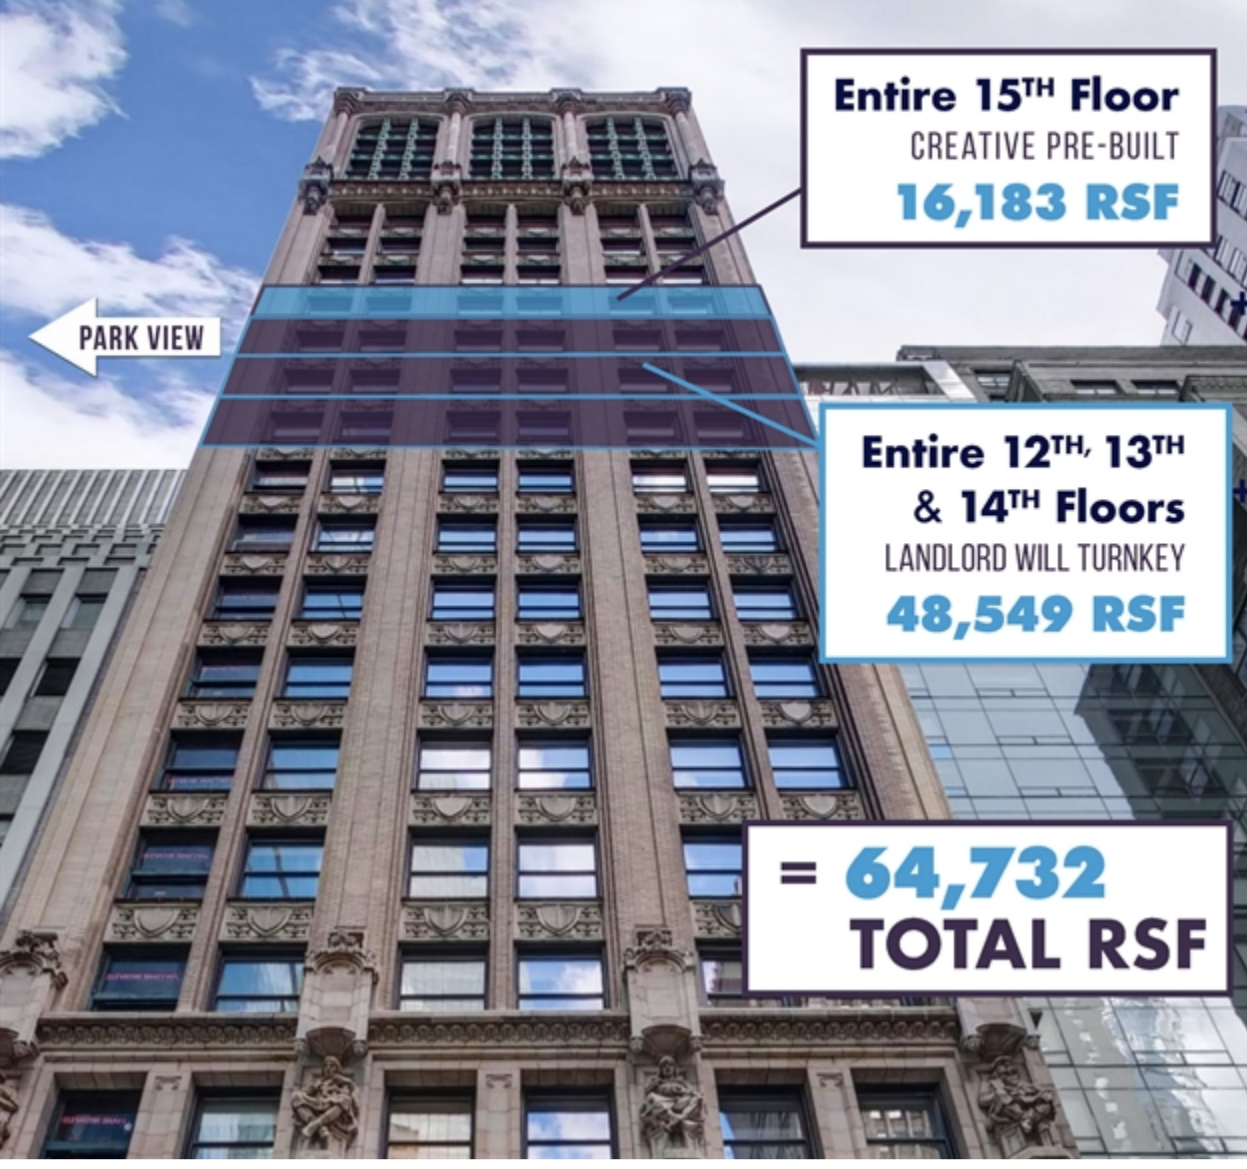 Entire 15TH Floor
CREATIVE PRE-BUILT
16,183 RSF
PARK VIEW
Entire 12TH, 13TH
& 14TH Floors
LANDLORD WILL TURNKEY
48,549 RSF
= 64,732
TOTAL RSF